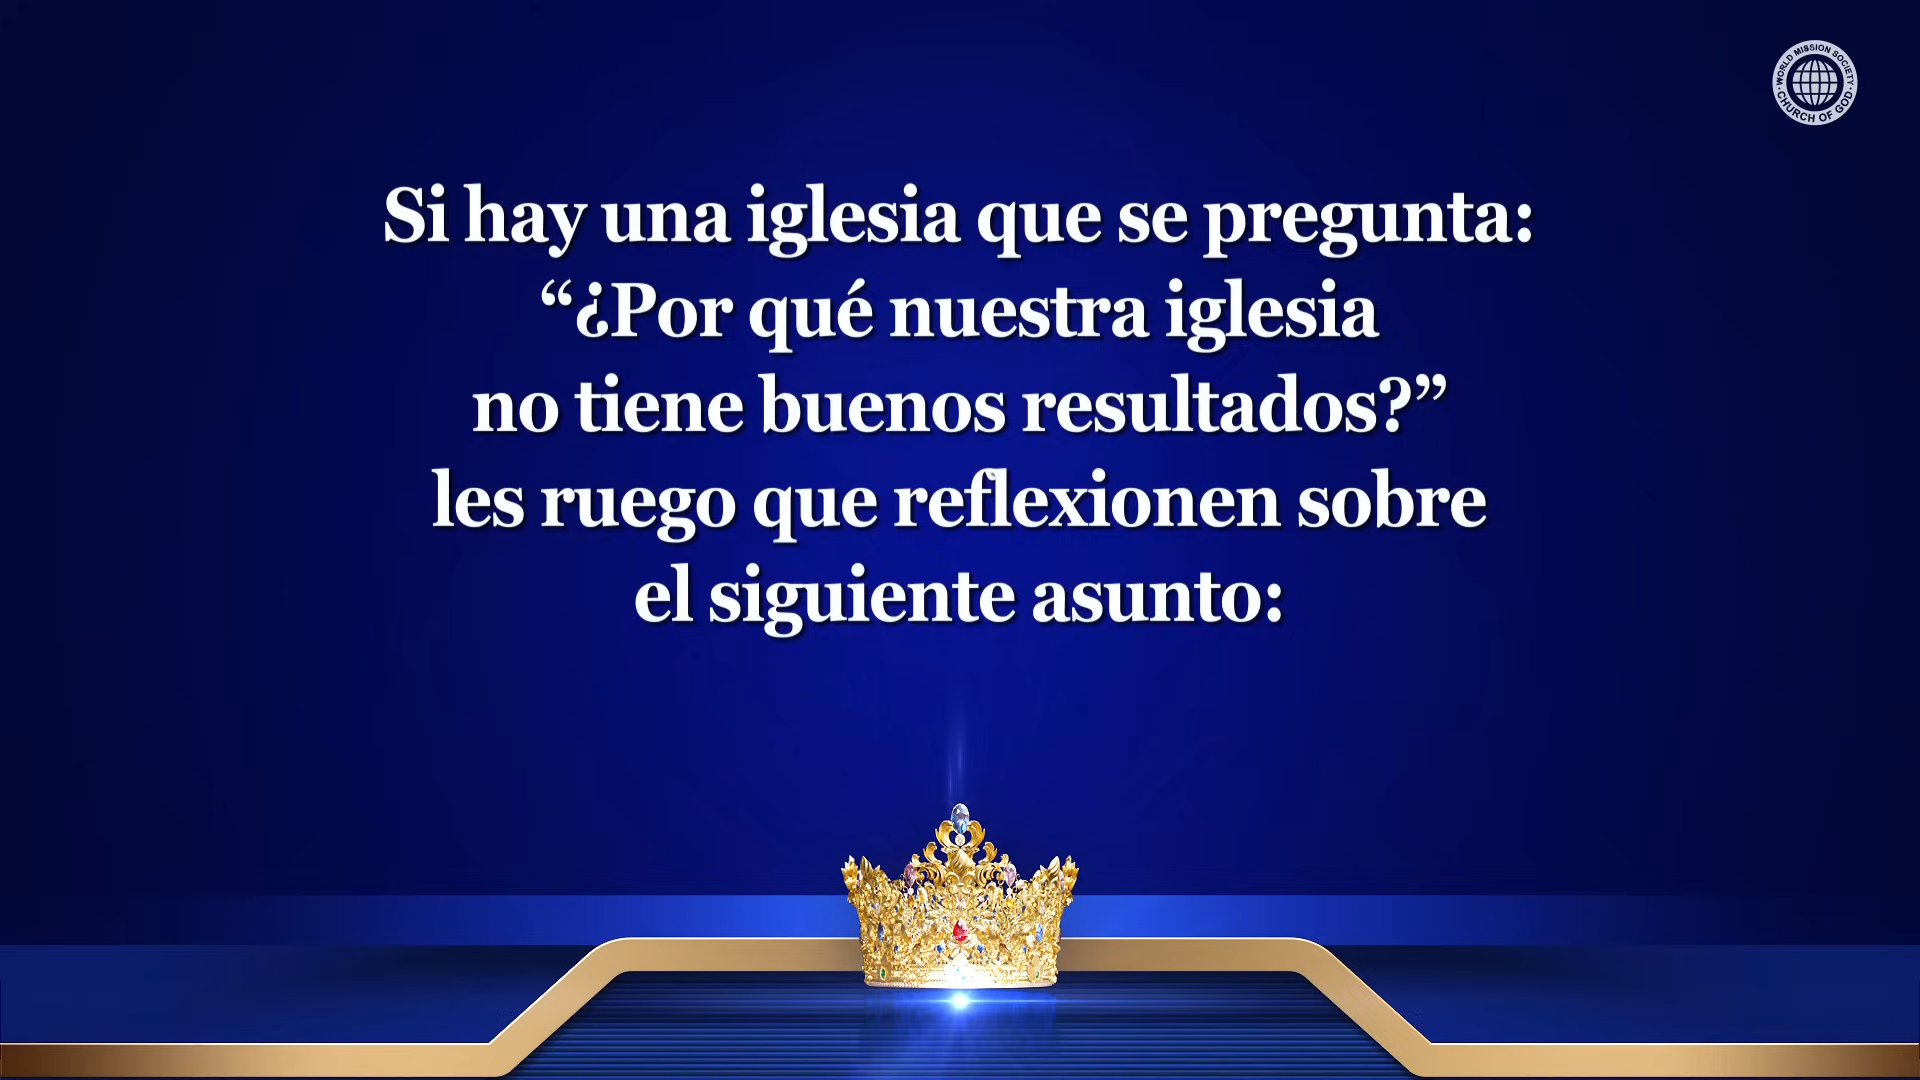 WORLD MISSION SOCIETY
CHURCH OF GOD
Si hay una iglesia que se pregunta:
“¿Por qué nuestra iglesia
no tiene buenos resultados?”
les ruego que reflexionen sobre
el siguiente asunto: